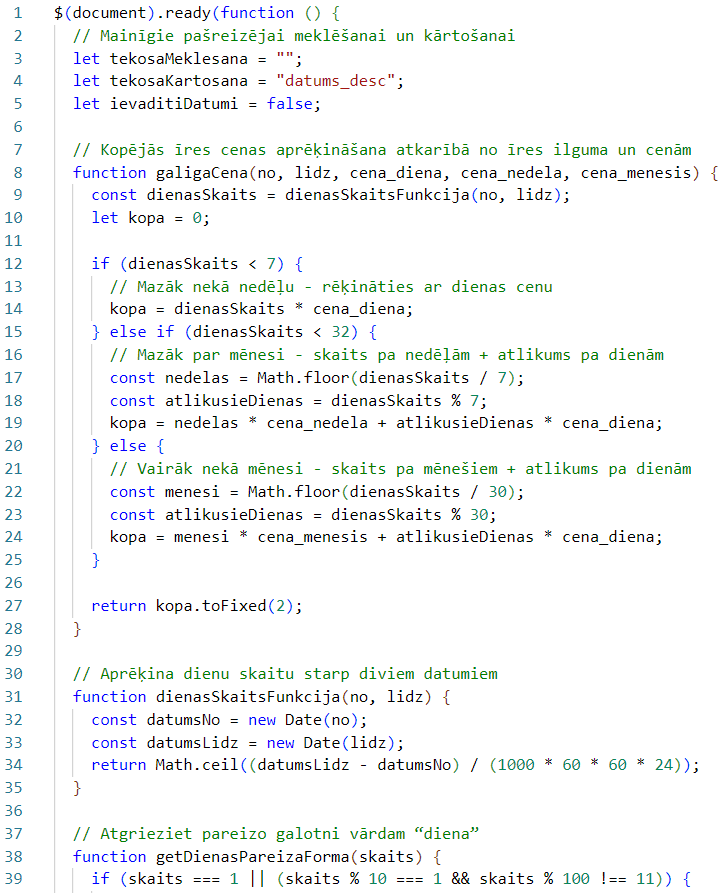 1 $(document).ready(function () {
2 // Mainīgie pašreizējai meklēšanai un kārtošanai
3 let tekosaMeklesana = "";
4 let tekosaKartosana = "datums_desc";
5 let ievaditiDatumi = false;
6
7 // Kopējās īres cenas aprēķināšana atkarībā no īres ilguma un cenām
8 function galigaCena(no, lidz, cena_diena, cena_nedela, cena_menesis) {
9 const dienasSkaits = dienasSkaitsFunkcija(no, lidz);
10 let kopa = 0;
11
12 if (dienasSkaits < 7) {
13 // Mazāk nekā nedēļu - rēķināties ar dienas cenu
14 kopa = dienasSkaits * cena_diena;
15 } else if (dienasSkaits < 32) {
16 // Mazāk par mēnesi - skaits pa nedēļām + atlikums pa dienām
17 const nedelas = Math.floor(dienasSkaits / 7);
18 const atlikusieDienas = dienasSkaits % 7;
19 kopa = nedelas * cena_nedela + atlikusieDienas * cena_diena;
20 } else {
21 // Vairāk nekā mēnesi - skaits pa mēnešiem + atlikums pa dienām
22 const menesi = Math.floor(dienasSkaits / 30);
23 const atlikusieDienas = dienasSkaits % 30;
24 kopa = menesi * cena_menesis + atlikusieDienas * cena_diena;
25 }
26
27 return kopa.toFixed(2);
28 }
29
30 // Aprēķina dienu skaitu starp diviem datumiem
31 function dienasSkaitsFunkcija(no, lidz) {
32 const datumsNo = new Date(no);
33 const datumsLidz = new Date(lidz);
34 return Math.ceil((datumsLidz - datumsNo) / (1000 * 60 * 60 * 24));
35 }
36
37 // Atgrieziet pareizo galotni vārdam “diena”
38 function getDienasPareizaForma(skaits) {
39 if (skaits === 1 || (skaits % 10 === 1 && skaits % 100 !== 11)) {